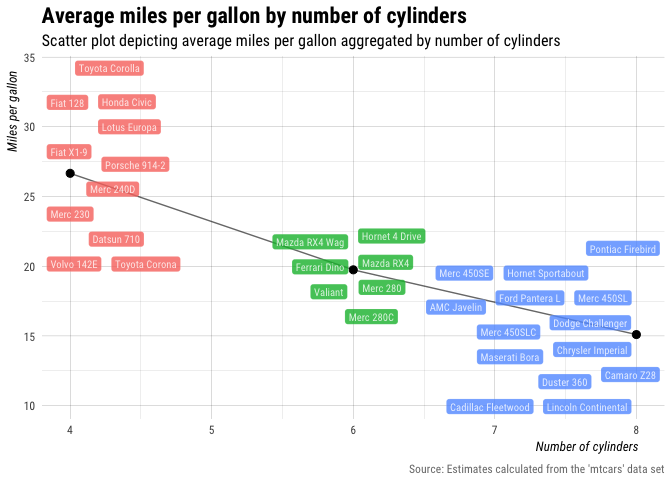 Average miles per gallon by number of cylinders
Scatter plot depicting average miles per gallon aggregated by number of cylinders
35
Toyota Corolla
Fiat 128
Honda Civic
Miles per gallon
30
Lotus Europa
Fiat X1-9
Porsche 914-2
25
Merc 240D
Merc 230
Datsun 710
Hornet 4 Drive
Mazda RX4 Wag
Pontiac Firebird
20
Volvo 142E
Toyota Corona
Ferrari Dino
Mazda RX4
Merc 450SE
Hornet Sportabout
Merc 280
Valiant
Ford Pantera L
Merc 450SL
AMC Javelin
Merc 280C
Dodge Challenger
15
Merc 450SLC
Chrysler Imperial
Maserati Bora
Camaro Z28
Duster 360
10
Cadillac Fleetwood
Lincoln Continental
4
5
6
7
8
Number of cylinders
Source: Estimates calculated from the 'mtcars' data set